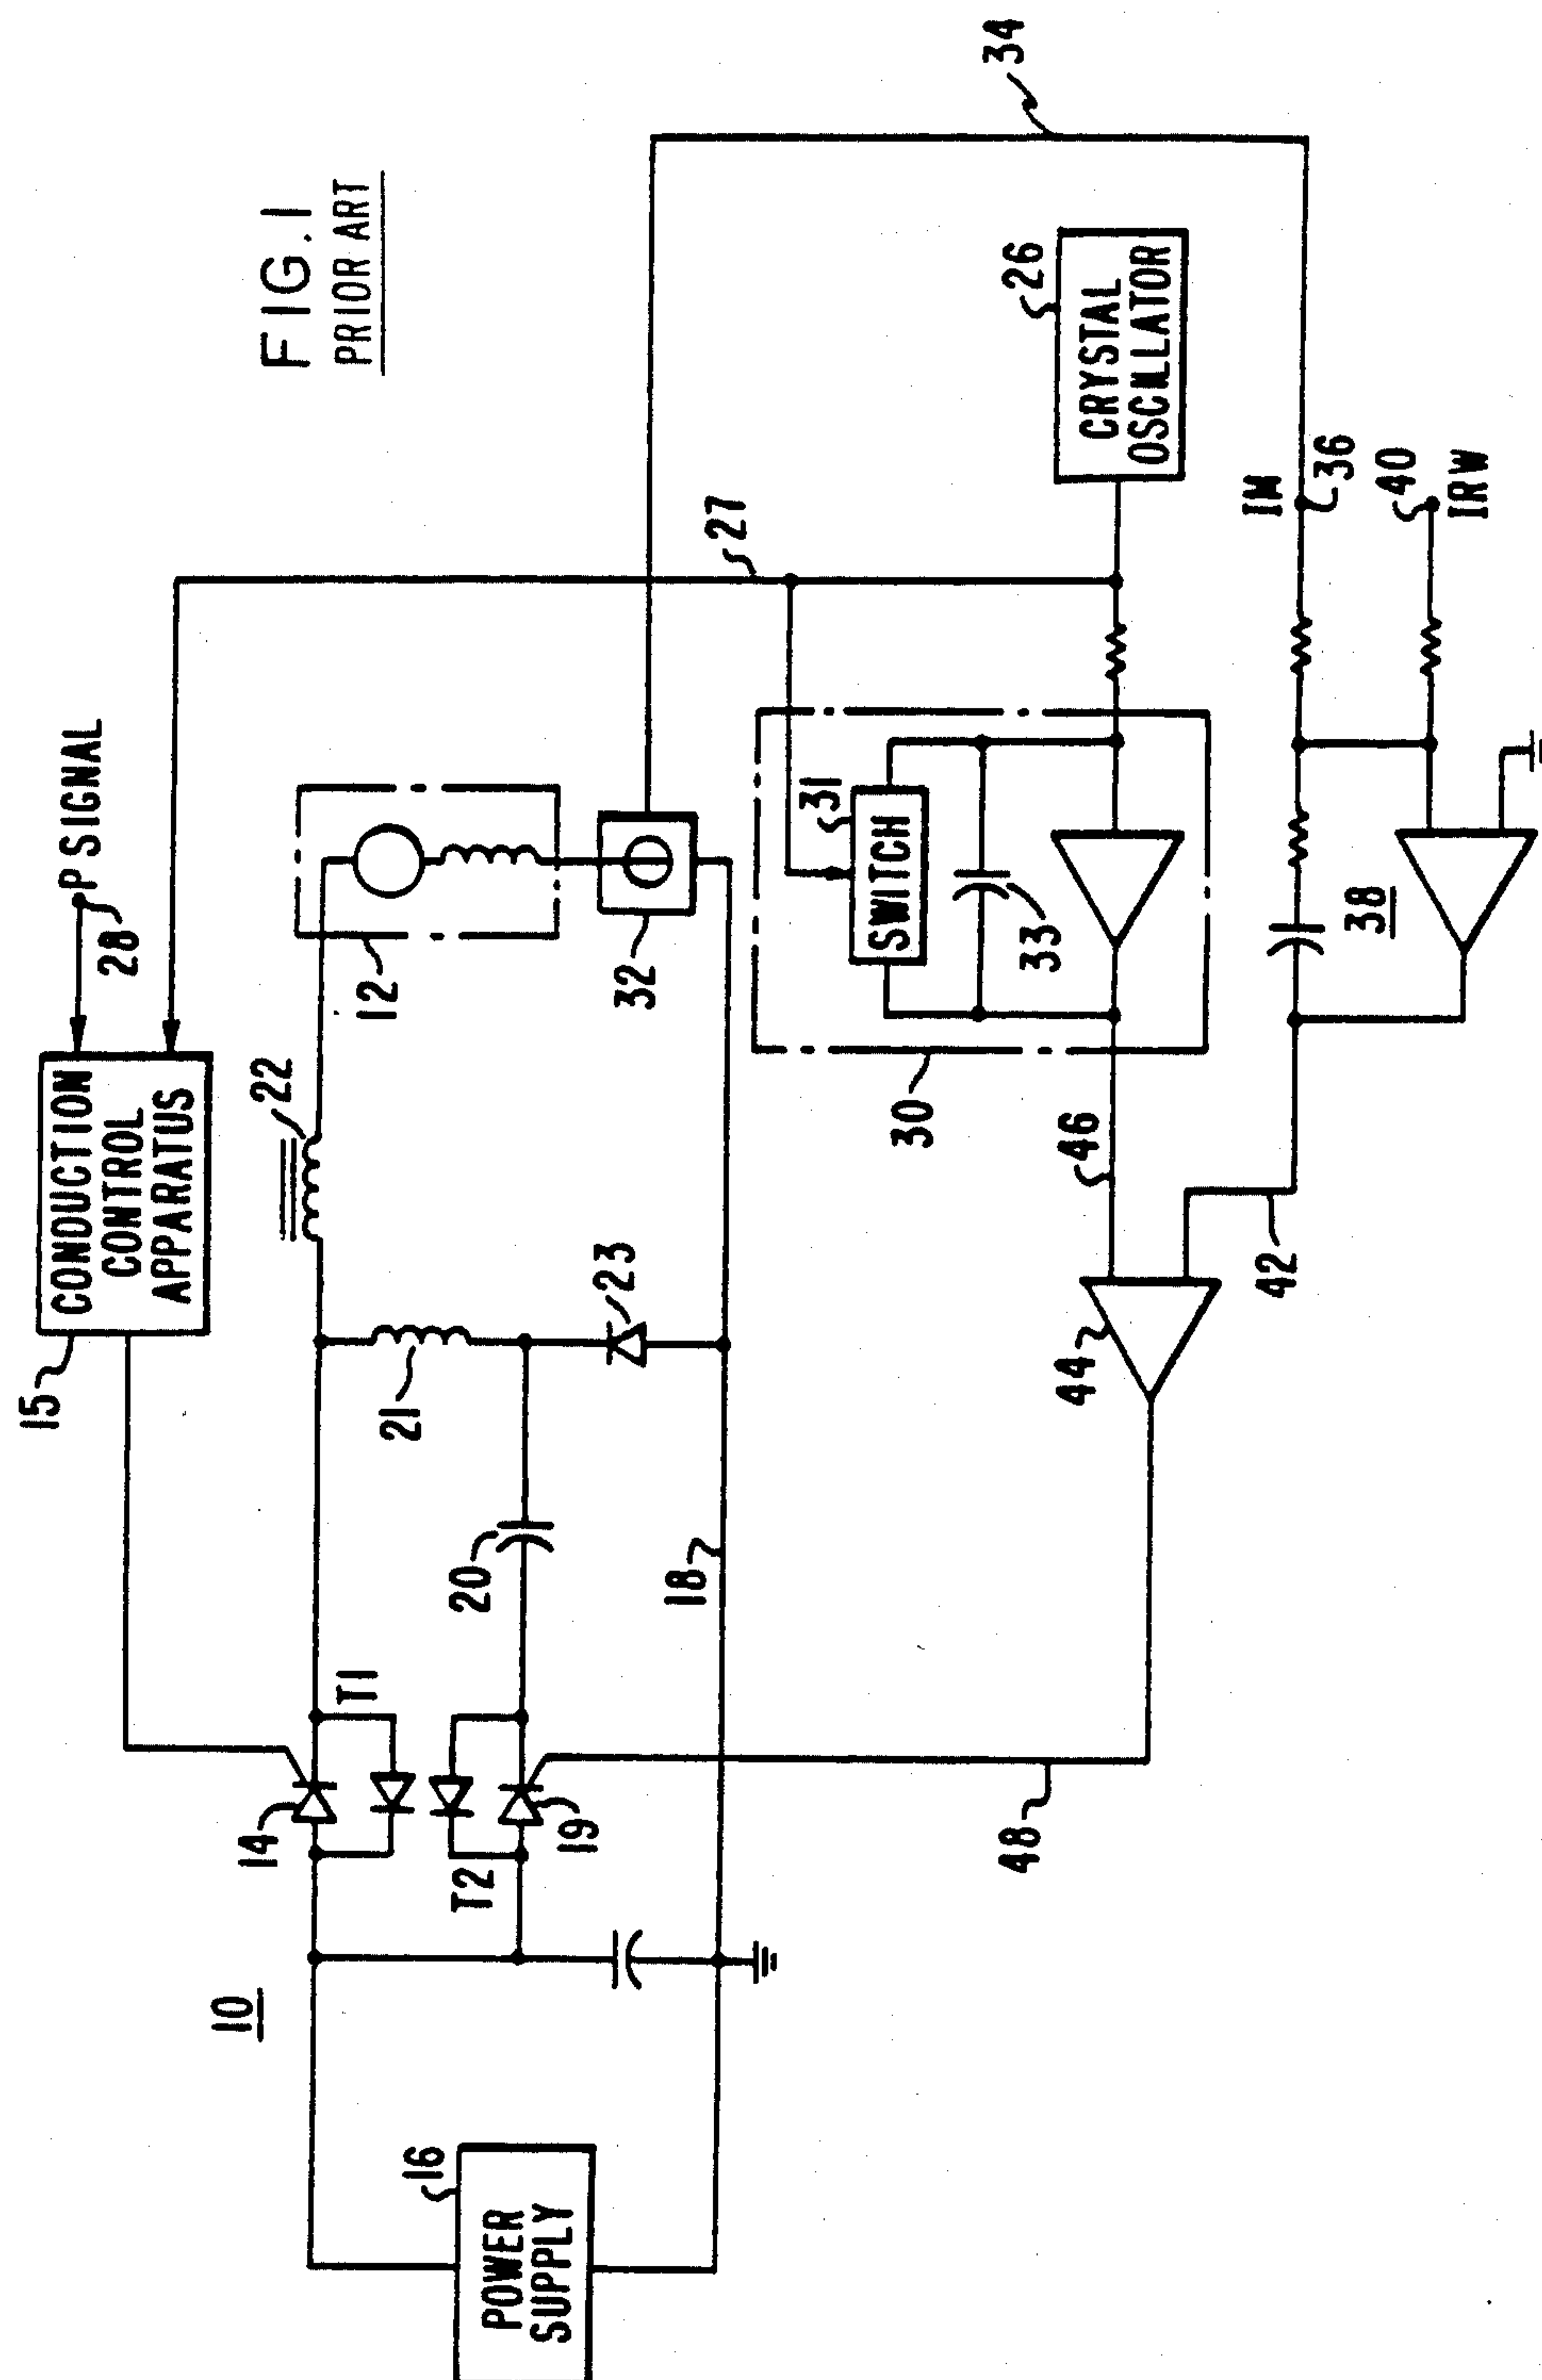 FIG. 1
PRIOR ART
CONDUCTION
CONTROL
APPARATUS
15
P SIGNAL
28
10
14
T1
22
12
T2
19
20
21
23
32
27
34
16
POWER
SUPPLY
18
30
31
SWITCH
33
26
CRYSTAL
OSCILLATOR
48
44
46
42
38
IM
36
40
IRW